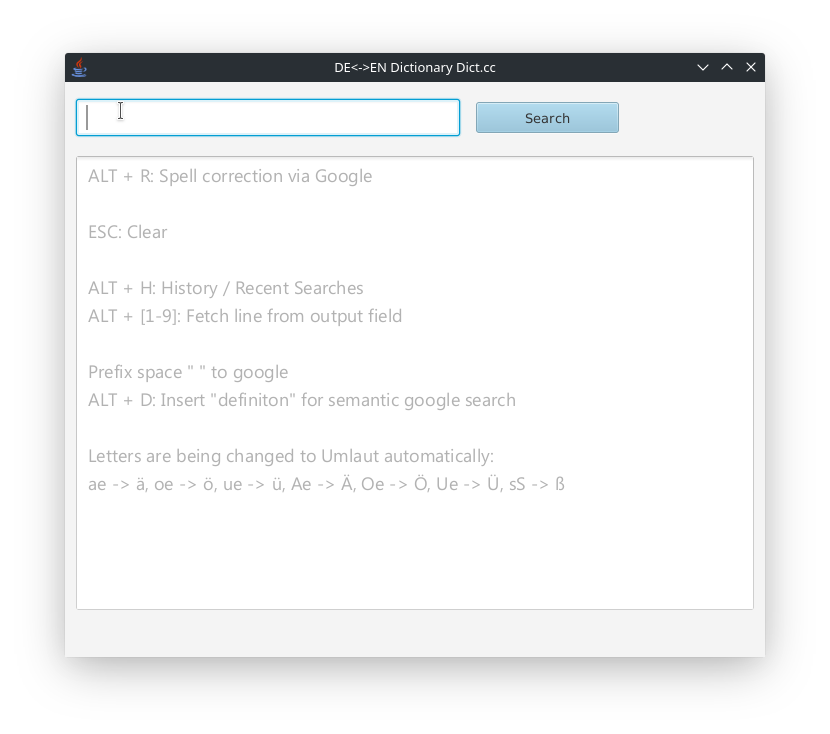 DE<->EN Dictionary Dict.cc
Search
ALT + R: Spell correction via Google
ESC: Clear
ALT + H: History / Recent Searches
ALT + [1-9]: Fetch line from output field
Prefix space " " to google
ALT + D: Insert "definiton" for semantic google search
Letters are being changed to Umlaut automatically:
ae -> ä, oe -> ö, ue -> ü, Ae -> Ä, Oe -> Ö, Ue -> Ü, sS -> ß